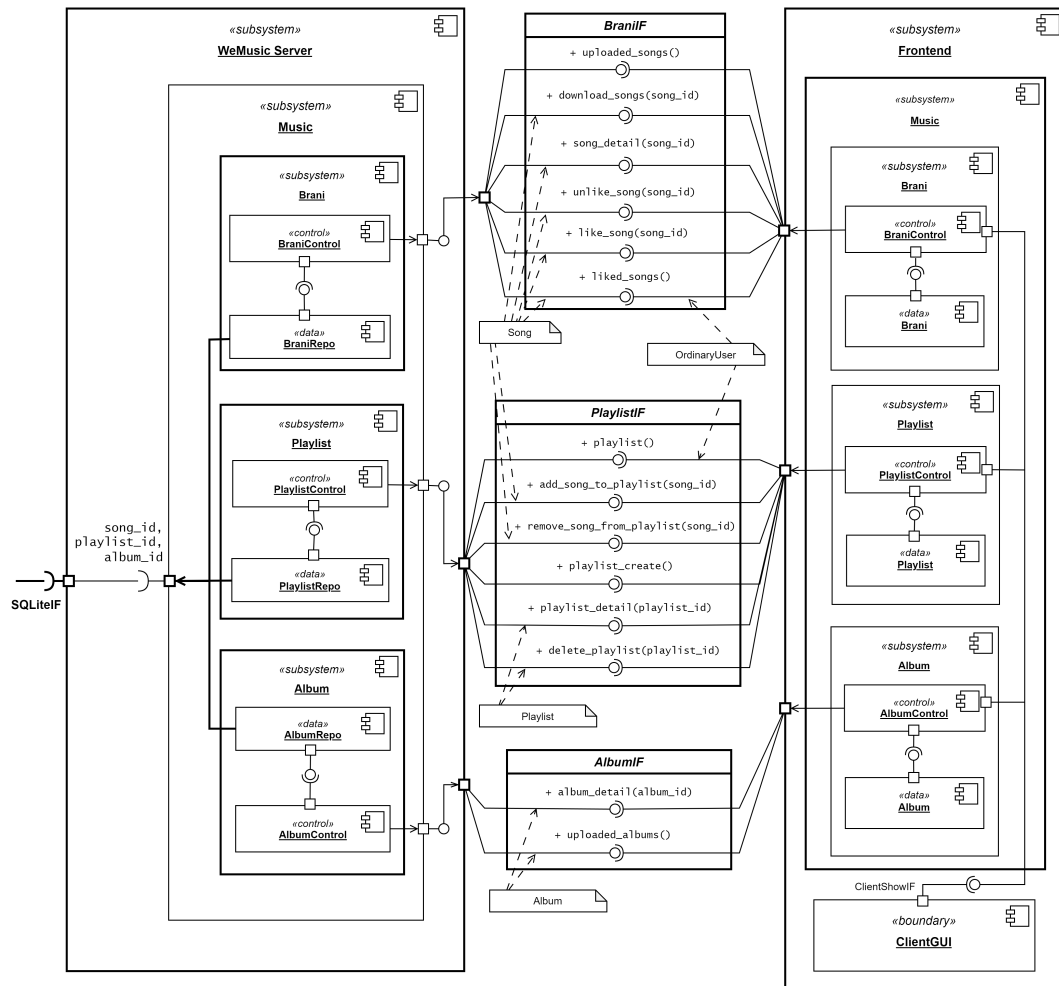 «subsystem»
WeMusic Server
«subsystem»
Music
«subsystem»
Brani
«control»
BraniControl
«data»
BraniRepo
«subsystem»
Playlist
«control»
PlaylistControl
«data»
PlaylistRepo
«subsystem»
Album
«data»
AlbumRepo
«control»
AlbumControl
song_id,
playlist_id,
album_id
SQLiteIF
BraniIF
+ uploaded_songs()
+ download_songs(song_id)
+ song_detail(song_id)
+ unlike_song(song_id)
+ like_song(song_id)
+ liked_songs()
Song
OrdinaryUser
PlaylistIF
+ playlist()
+ add_song_to_playlist(song_id)
+ remove_song_from_playlist(song_id)
+ playlist_create()
+ playlist_detail(playlist_id)
+ delete_playlist(playlist_id)
Playlist
AlbumIF
+ album_detail(album_id)
+ uploaded_albums()
Album
«subsystem»
Frontend
«subsystem»
Music
«subsystem»
Brani
«control»
BraniControl
«data»
Brani
«subsystem»
Playlist
«control»
PlaylistControl
«data»
Playlist
«subsystem»
Album
«control»
AlbumControl
«data»
Album
ClientShowIF
«boundary»
ClientGUI